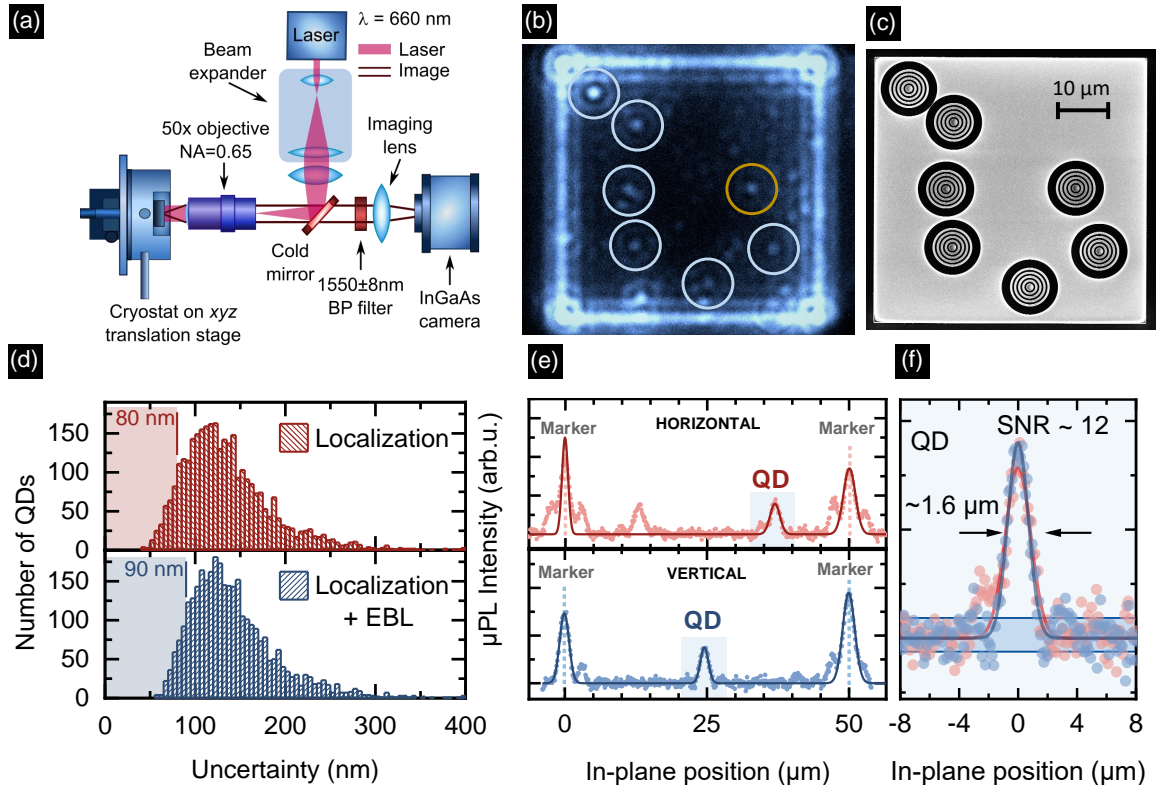 (a)
Laser
λ = 660 nm
Laser
Image
Beam
expander
50x objective
NA=0.65
Imaging
lens
Cold
mirror
1550±8nm
BP filter
InGaAs
camera
Cryostat on xyz
translation stage
(b)
(c)
10 µm
(d)
Number of QDs
150
100
50
0
80 nm
Localization
150
100
50
0
90 nm
Localization
+ EBL
0
100
200
300
400
Uncertainty (nm)
(e)
µPL Intensity (arb.u.)
HORIZONTAL
Marker
Marker
QD
VERTICAL
Marker
Marker
QD
0
25
50
In-plane position (µm)
(f)
QD
SNR ~ 12
~1.6 µm
-8
-4
0
4
8
In-plane position (µm)